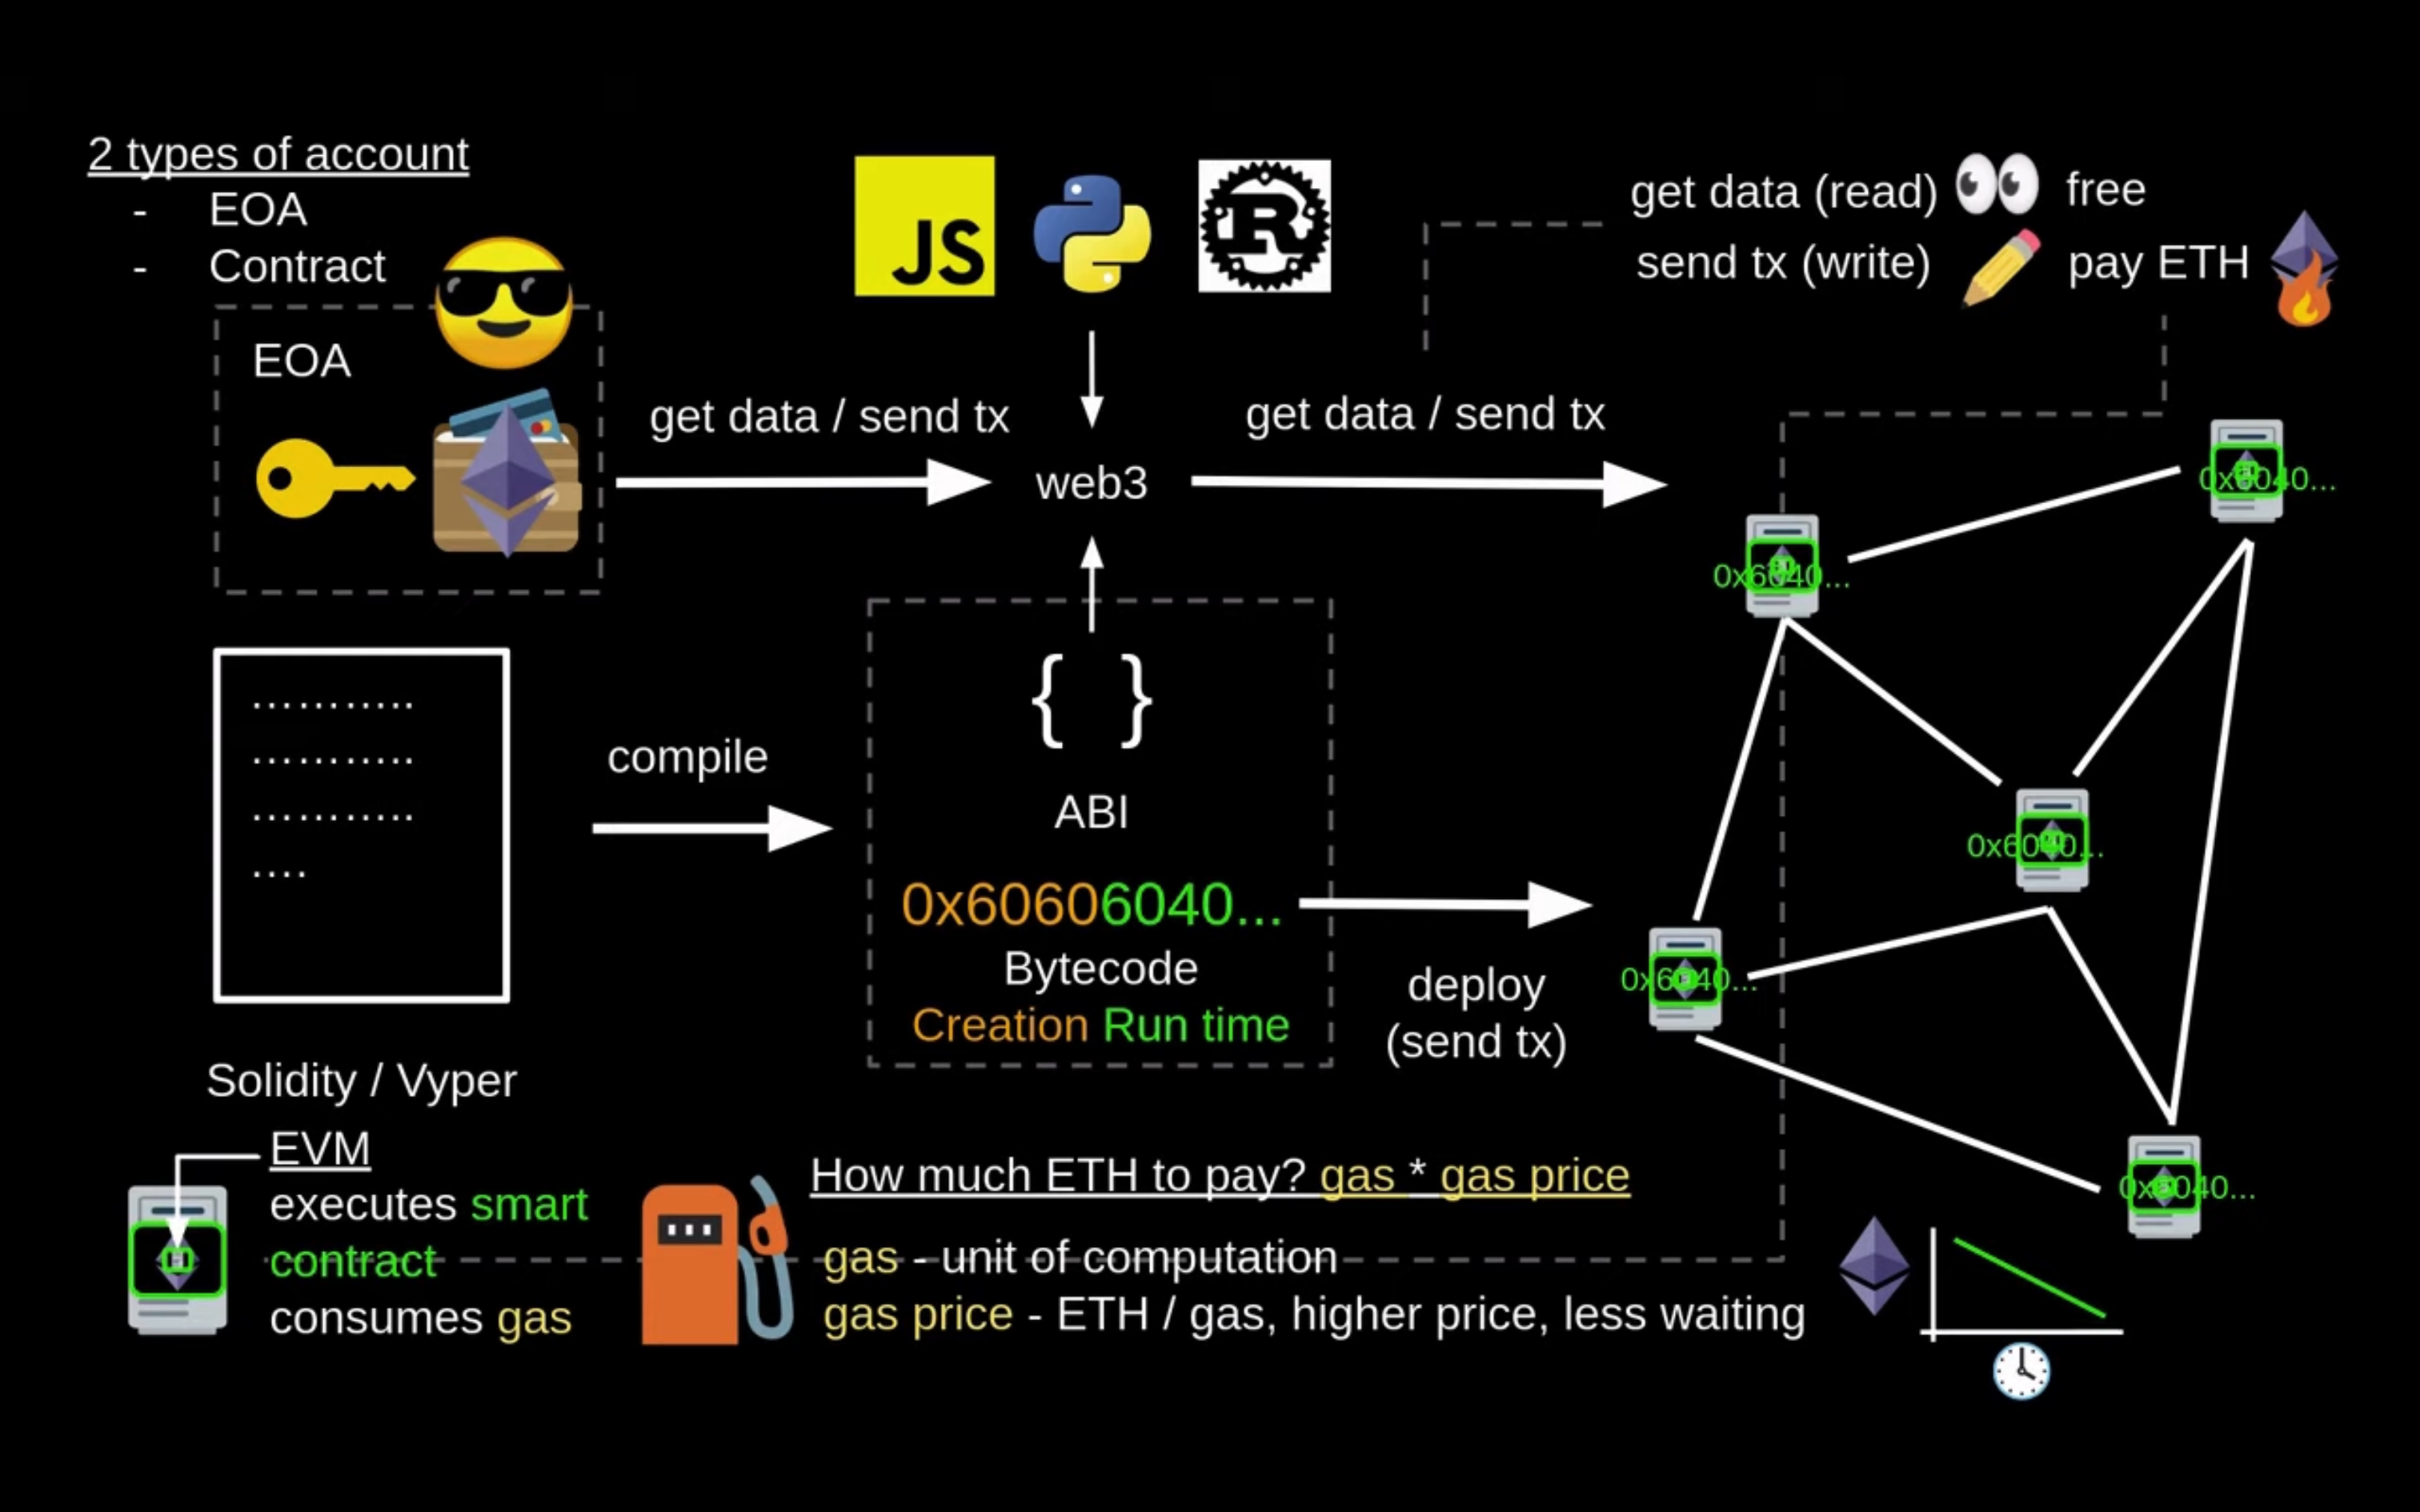 2 types of account
- EOA
- Contract
EOA
JS
R
get data (read) free
send tx (write) pay ETH
get data / send tx
web3
get data / send tx
0x6040...
0x6040...
compile
{ }
ABI
0x60606040...
Bytecode
Creation Run time
deploy
(send tx)
0x6040...
0x6040...
0x6040...
...........
...........
...........
....
Solidity / Vyper
EVM
executes smart
contract
consumes gas
How much ETH to pay? gas * gas price
gas - unit of computation
gas price - ETH / gas, higher price, less waiting